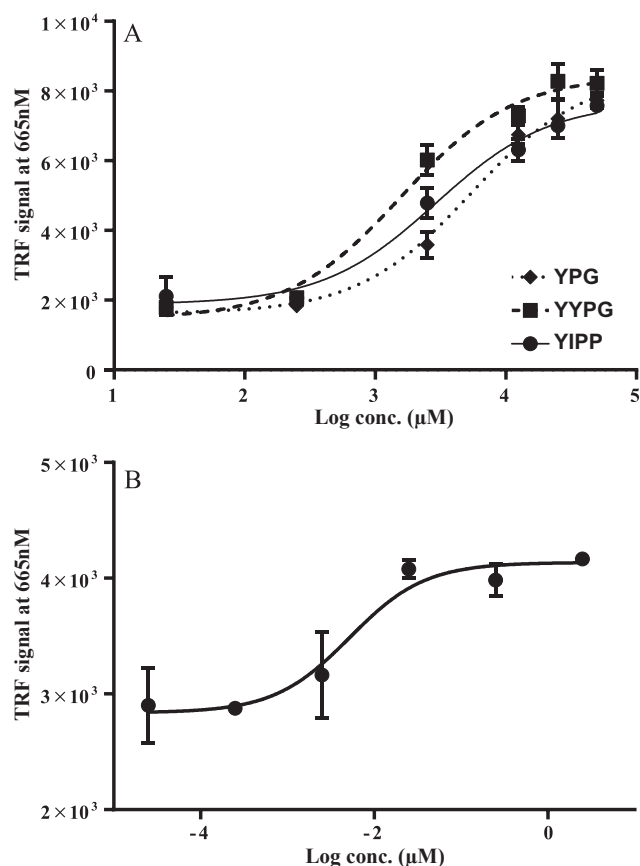 A
1×10⁴
8×10³
6×10³
4×10³
2×10³
0
TRF signal at 665nM
YPG
YYPG
YIPP
1 2 3 4 5
Log conc. (µM)
B
5×10³
4×10³
3×10³
2×10³
TRF signal at 665nM
-4 -2 0
Log conc. (µM)